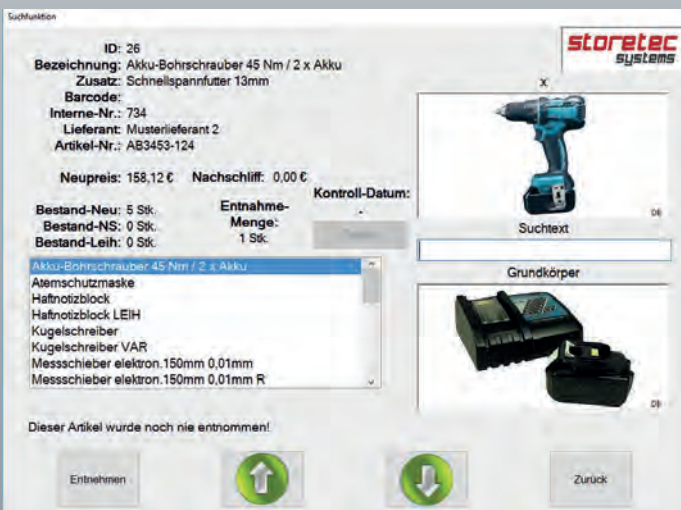 Suchfunktion
storetec
systems
ID: 26
Bezeichnung: Akku-Bohrschrauber 45 Nm / 2 x Akku
Zusatz: Schnellspannfutter 13mm
Barcode:
Interne-Nr.: 734
Lieferant: Musterlieferant 2
Artikel-Nr.: AB3453-124
Neupreis: 158,12 € Nachschliff: 0,00 €
Kontroll-Datum:
-
Bestand-Neu: 5 Stk.
Bestand-NS: 0 Stk.
Bestand-Leih: 0 Stk.
Entnahme-
Menge:
1 Stk.
X
DB
Suchtext
Grundkörper
DB
Akku-Bohrschrauber 45 Nm / 2 x Akku
Atemschutzmaske
Haftnotizblock
Haftnotizblock LEIH
Kugelschreiber
Kugelschreiber VAR
Messschieber elektron.150mm 0,01mm
Messschieber elektron.150mm 0,01mm R
Dieser Artikel wurde noch nie entnommen!
Entnehmen
Zurück